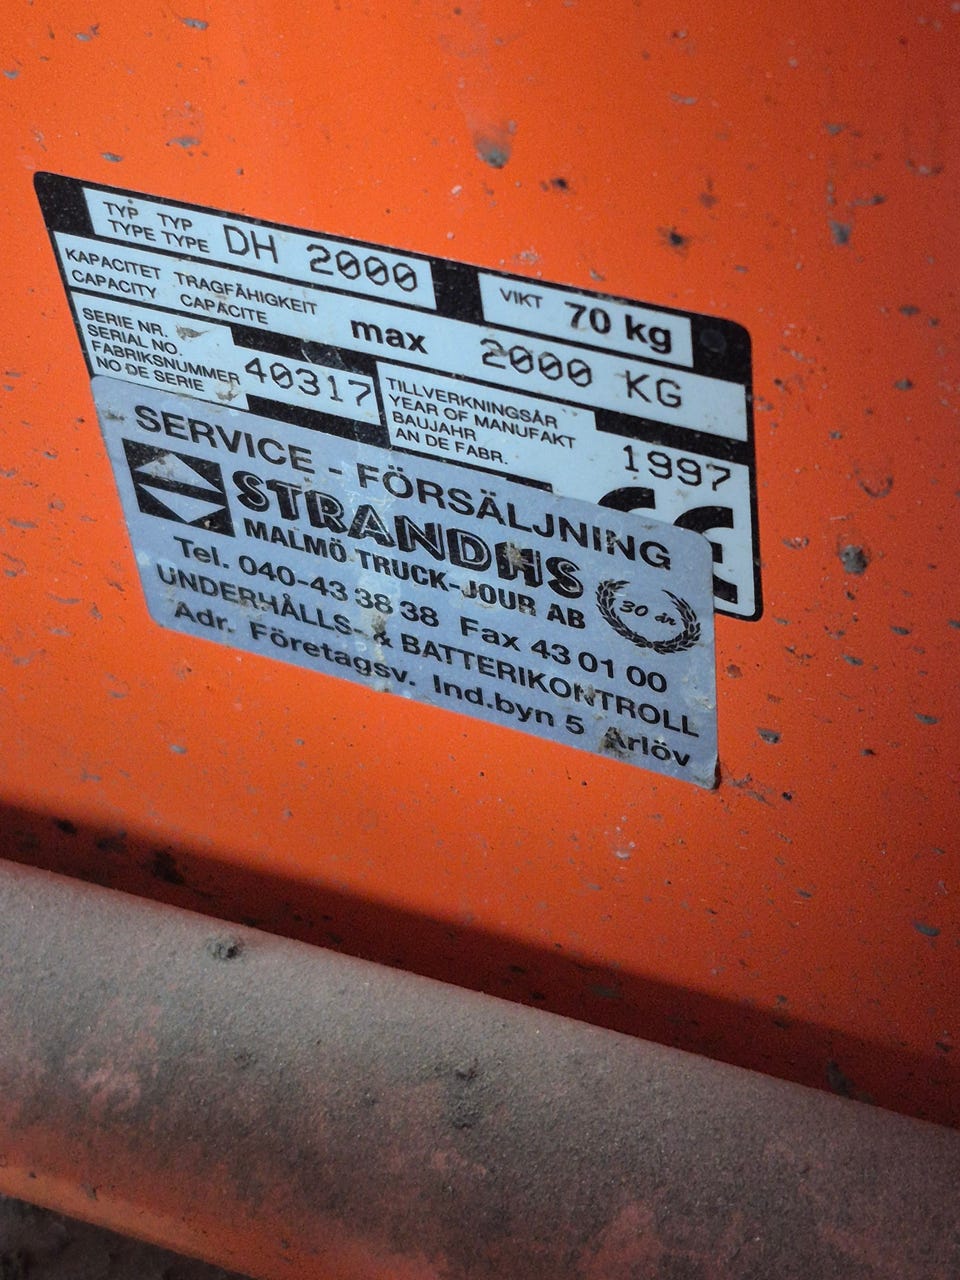 TYP TYP
TYPE TYPE
DH 2000
VIKT 70 kg
KAPACITET TRAGFÄHIGKEIT
CAPACITY CAPACITE
max 2000 KG
SERIE NR.
SERIAL NO.
FABRIKSNUMMER
NO DE SERIE
40317
TILLVERKNINGSÅR
YEAR OF MANUFAKT
BAUJAHR
AN DE FABR.
1997
CE
SERVICE - FÖRSÄLJNING
STRANDHS
MALMÖ TRUCK-JOUR AB
30 år
Tel. 040-43 38 38 Fax 43 01 00
UNDERHÅLLS- & BATTERIKONTROLL
Adr. Företagsv. Ind.byn 5 Arlöv